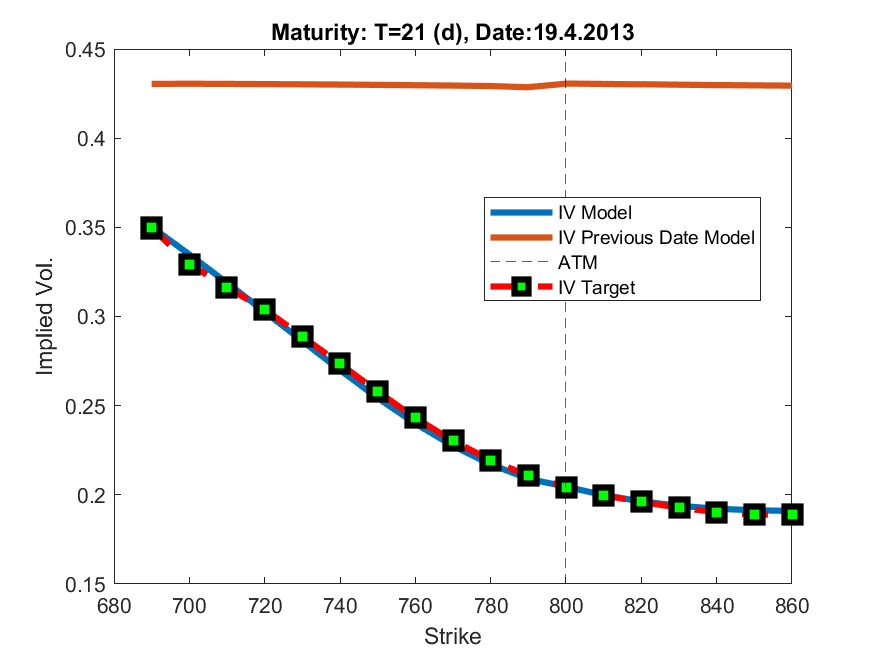 Maturity: T=21 (d), Date:19.4.2013
0.45
0.4
0.35
0.3
0.25
0.2
0.15
Implied Vol.
IV Model
IV Previous Date Model
ATM
IV Target
680 700 720 740 760 780 800 820 840 860
Strike